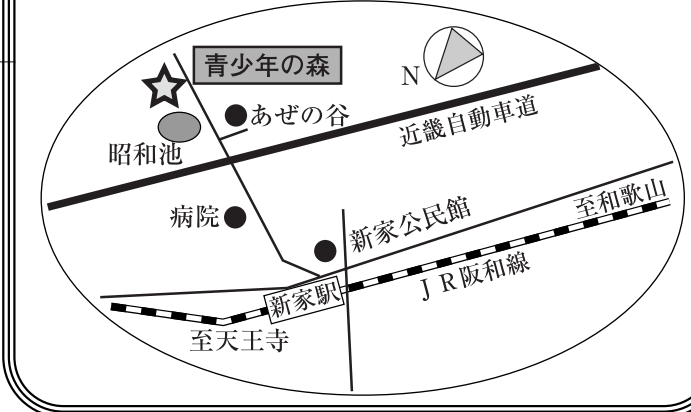 青少年の森
N
あぜの谷
近畿自動車道
昭和池
病院
新家公民館
至和歌山
JR阪和線
新家駅
至天王寺